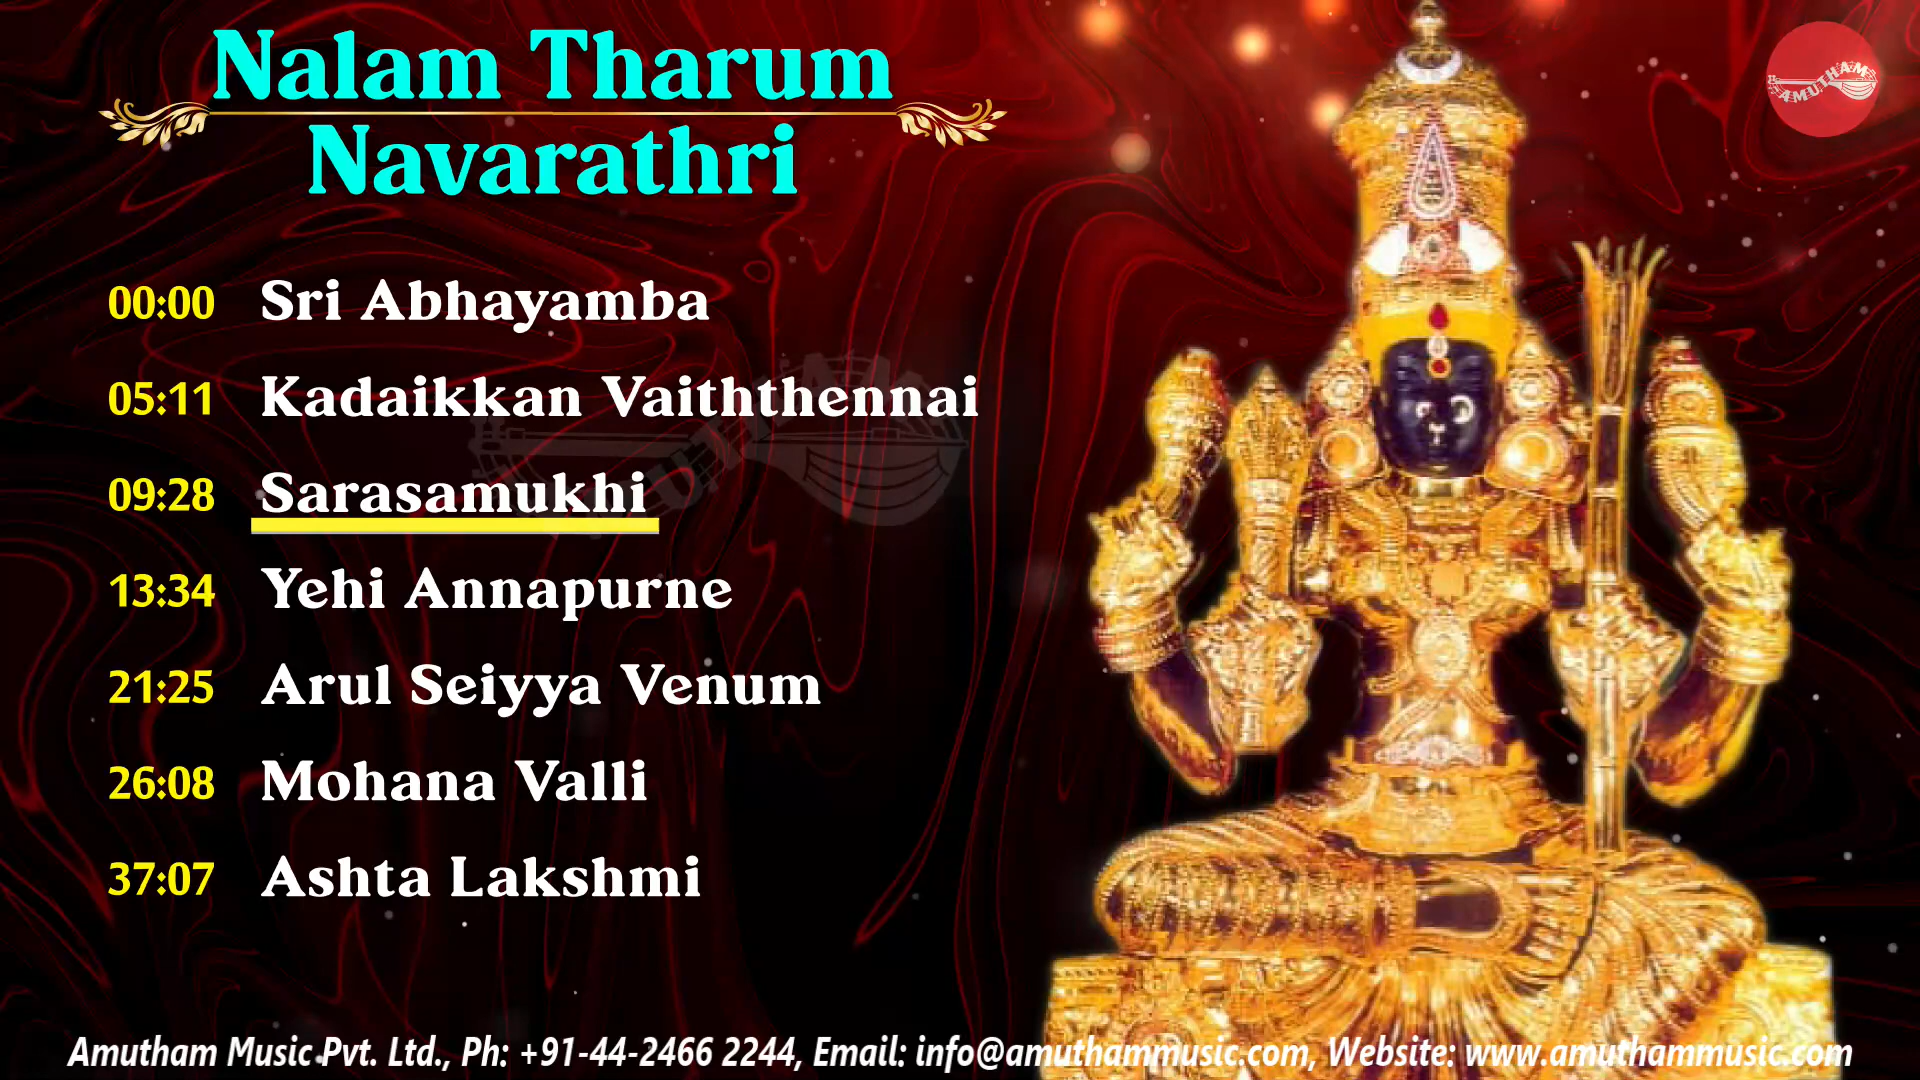 Nalam Tharum
Navarathri
AMUTHAM
00:00 Sri Abhayamba
05:11 Kadaikkan Vaiththennai
09:28 Sarasamukhi
13:34 Yehi Annapurne
21:25 Arul Seiyya Venum
26:08 Mohana Valli
37:07 Ashta Lakshmi
AMUTHAM
Amutham Music Pvt. Ltd., Ph: +91-44-2466 2244, Email: info@amuthammusic.com, Website: www.amuthammusic.com